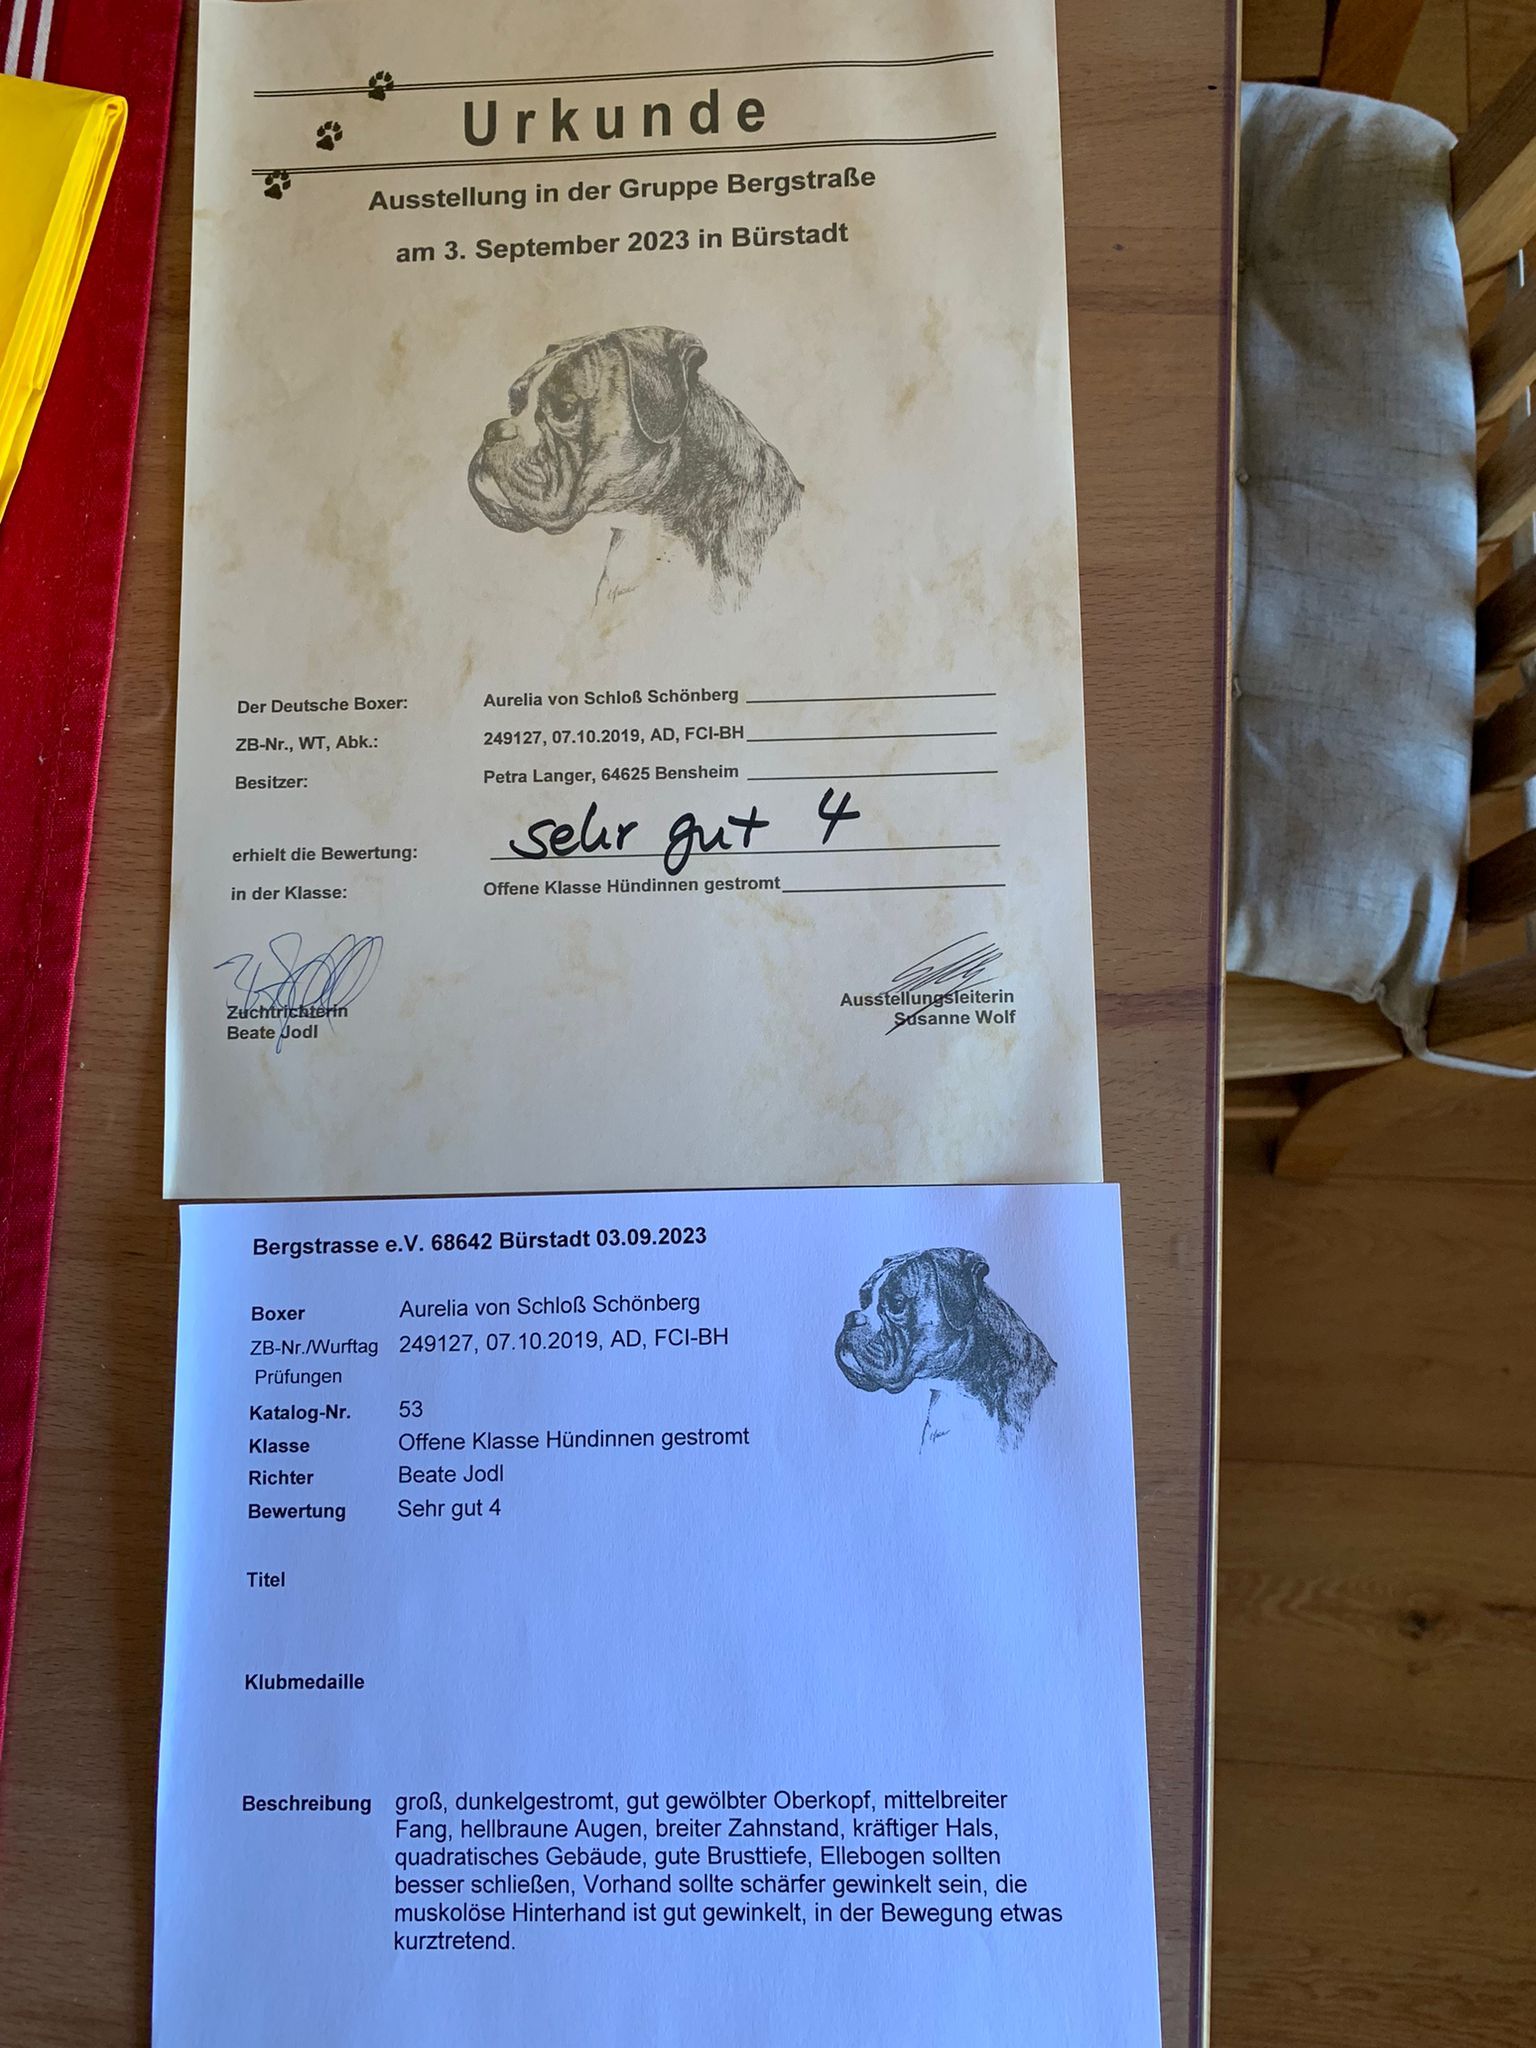 Urkunde
Ausstellung in der Gruppe Bergstraße
am 3. September 2023 in Bürstadt
Der Deutsche Boxer: Aurelia von Schloß Schönberg
ZB-Nr., WT, Abk.: 249127, 07.10.2019, AD, FCI-BH
Besitzer: Petra Langer, 64625 Bensheim
erhielt die Bewertung: sehr gut 4
in der Klasse: Offene Klasse Hündinnen gestromt
Zuchtrichterin
Beate Jodl
Ausstellungsleiterin
Susanne Wolf
Bergstrasse e.V. 68642 Bürstadt 03.09.2023
Boxer Aurelia von Schloß Schönberg
ZB-Nr./Wurftag 249127, 07.10.2019, AD, FCI-BH
Prüfungen
Katalog-Nr. 53
Klasse Offene Klasse Hündinnen gestromt
Richter Beate Jodl
Bewertung Sehr gut 4
Titel
Klubmedaille
Beschreibung groß, dunkelgestromt, gut gewölbter Oberkopf, mittelbreiter
Fang, hellbraune Augen, breiter Zahnstand, kräftiger Hals,
quadratisches Gebäude, gute Brusttiefe, Ellebogen sollten
besser schließen, Vorhand sollte schärfer gewinkelt sein, die
muskolöse Hinterhand ist gut gewinkelt, in der Bewegung etwas
kurztretend.